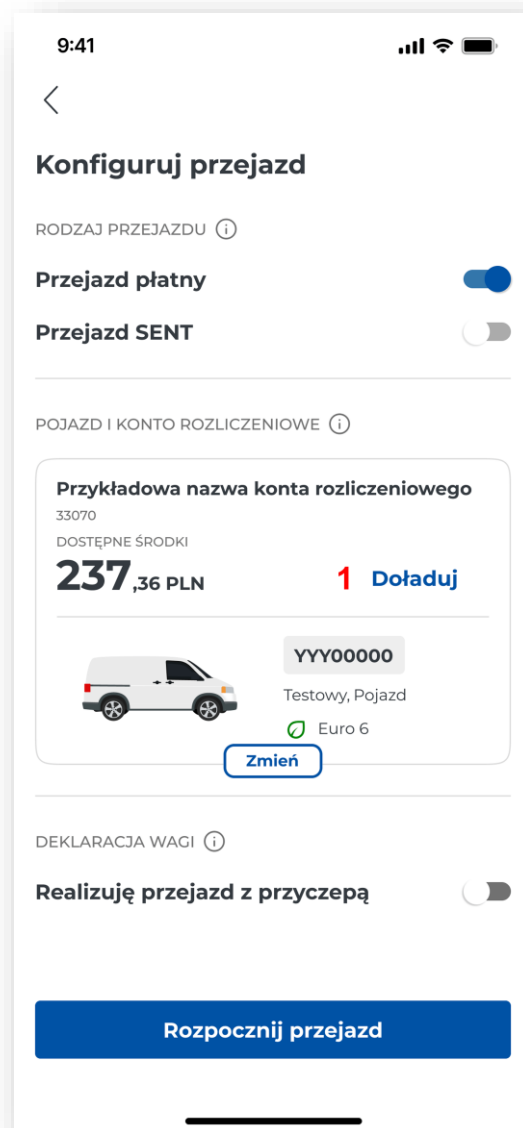 9:41
Konfiguruj przejazd
RODZAJ PRZEJAZDU
Przejazd płatny
Przejazd SENT
POJAZD I KONTO ROZLICZENIOWE
Przykładowa nazwa konta rozliczeniowego
33070
DOSTĘPNE ŚRODKI
237,36 PLN 1 Doładuj
YYY00000
Testowy, Pojazd
Euro 6
Zmień
DEKLARACJA WAGI
Realizuję przejazd z przyczepą
Rozpocznij przejazd